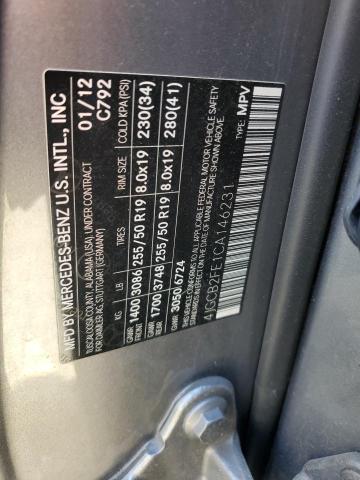 MFD BY MERCEDES-BENZ U.S. INTL., INC
TUSCALOOSA COUNTY, ALABAMA (USA) UNDER CONTRACT
FOR DAIMLER AG, STUTTGART (GERMANY)
01/12
C792
KG LB TIRES RIM SIZE COLD KPA(PSI)
GAWR FRONT 1400 3086 255/50 R19 8.0x19 230(34)
GAWR REAR 1700 3748 255/50 R19 8.0x19 280(41)
GVWR 3050 6724
THIS VEHICLE CONFORMS TO ALL APPLICABLE FEDERAL MOTOR VEHICLE SAFETY
STANDARDS IN EFFECT ON THE DATE OF MANUFACTURE SHOWN ABOVE.
4JGCB2FE1CA146231
TYPE: MPV